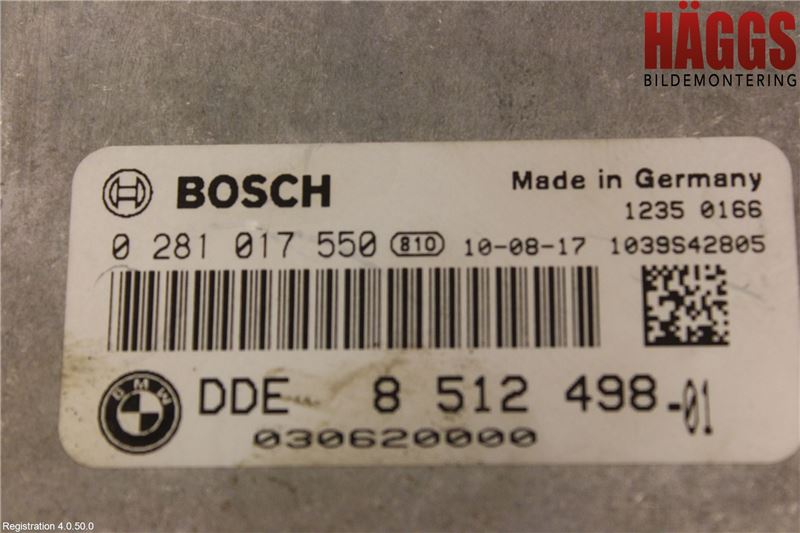 HÄGGS
BILDEMONTERING
BOSCH
Made in Germany
1235 0166
0 281 017 550 810 10-08-17 1039S42805
BMW
DDE 8 512 498-01
030620000
Registration 4.0.50.0